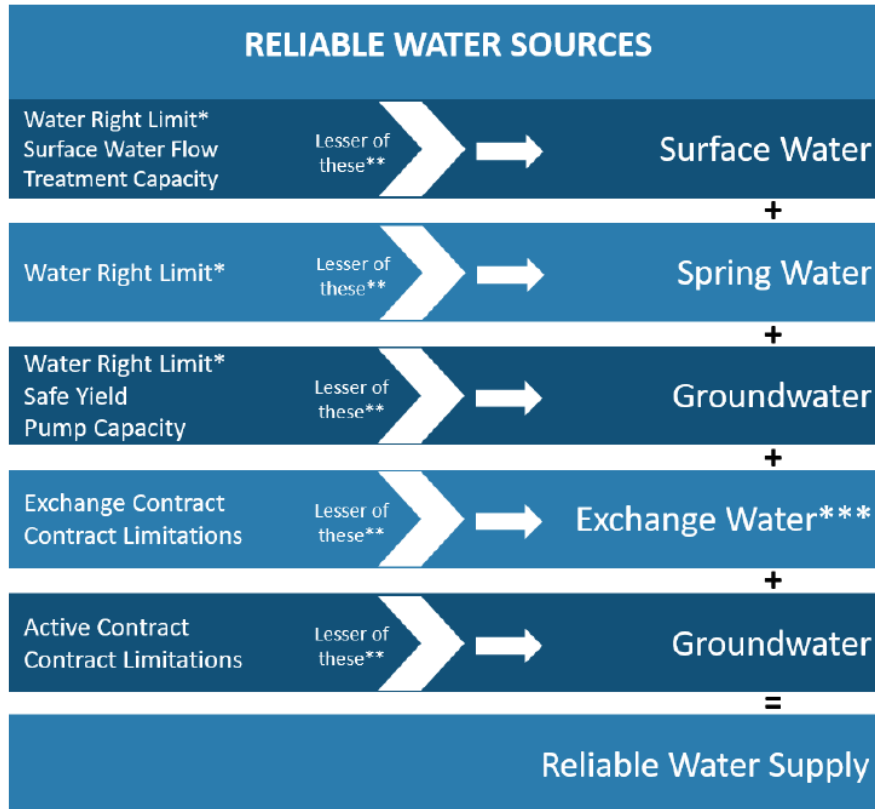 RELIABLE WATER SOURCES
Water Right Limit*
Surface Water Flow
Treatment Capacity
Lesser of
these**
Surface Water
+
Water Right Limit*
Lesser of
these**
Spring Water
+
Water Right Limit*
Safe Yield
Pump Capacity
Lesser of
these**
Groundwater
+
Exchange Contract
Contract Limitations
Lesser of
these**
Exchange Water***
+
Active Contract
Contract Limitations
Lesser of
these**
Groundwater
=
Reliable Water Supply